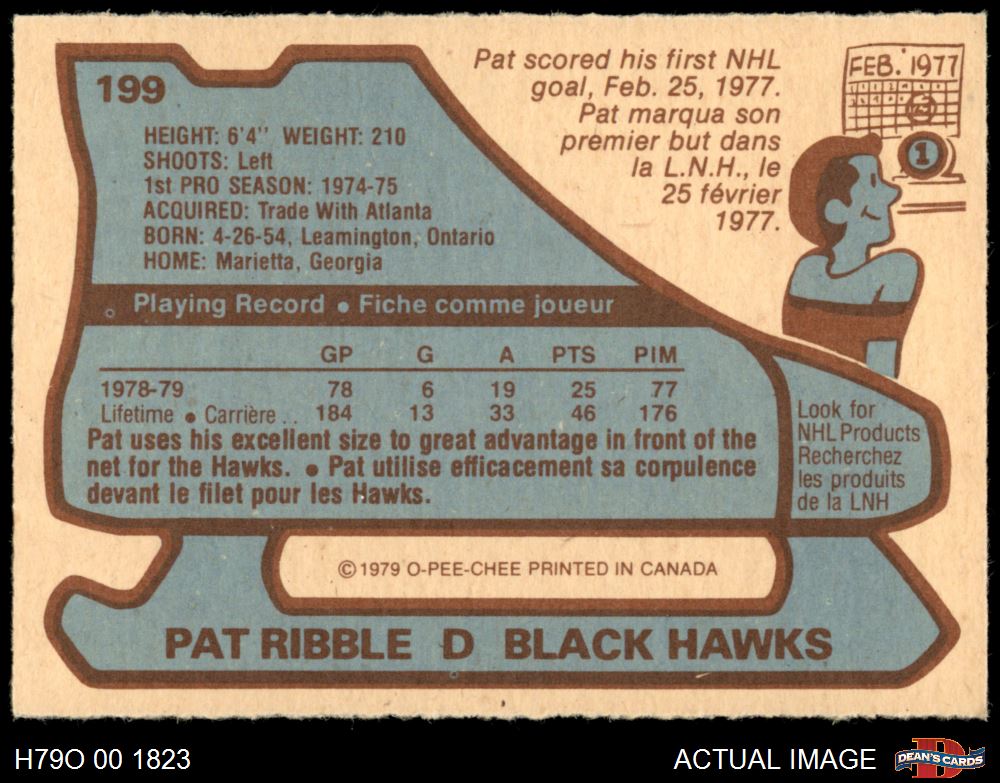 199
HEIGHT: 6'4'' WEIGHT: 210
SHOOTS: Left
1st PRO SEASON: 1974-75
ACQUIRED: Trade With Atlanta
BORN: 4-26-54, Leamington, Ontario
HOME: Marietta, Georgia
Pat scored his first NHL
goal, Feb. 25, 1977.
Pat marqua son
premier but dans
la L.N.H., le
25 février
1977.
FEB. 1977
1
Playing Record • Fiche comme joueur
GP G A PTS PIM
1978-79 78 6 19 25 77
Lifetime • Carrière .. 184 13 33 46 176
Pat uses his excellent size to great advantage in front of the
net for the Hawks. • Pat utilise efficacement sa corpulence
devant le filet pour les Hawks.
Look for
NHL Products
Recherchez
les produits
de la LNH
© 1979 O-PEE-CHEE PRINTED IN CANADA
PAT RIBBLE D BLACK HAWKS
H79O 00 1823
ACTUAL IMAGE
D
DEAN'S CARDS